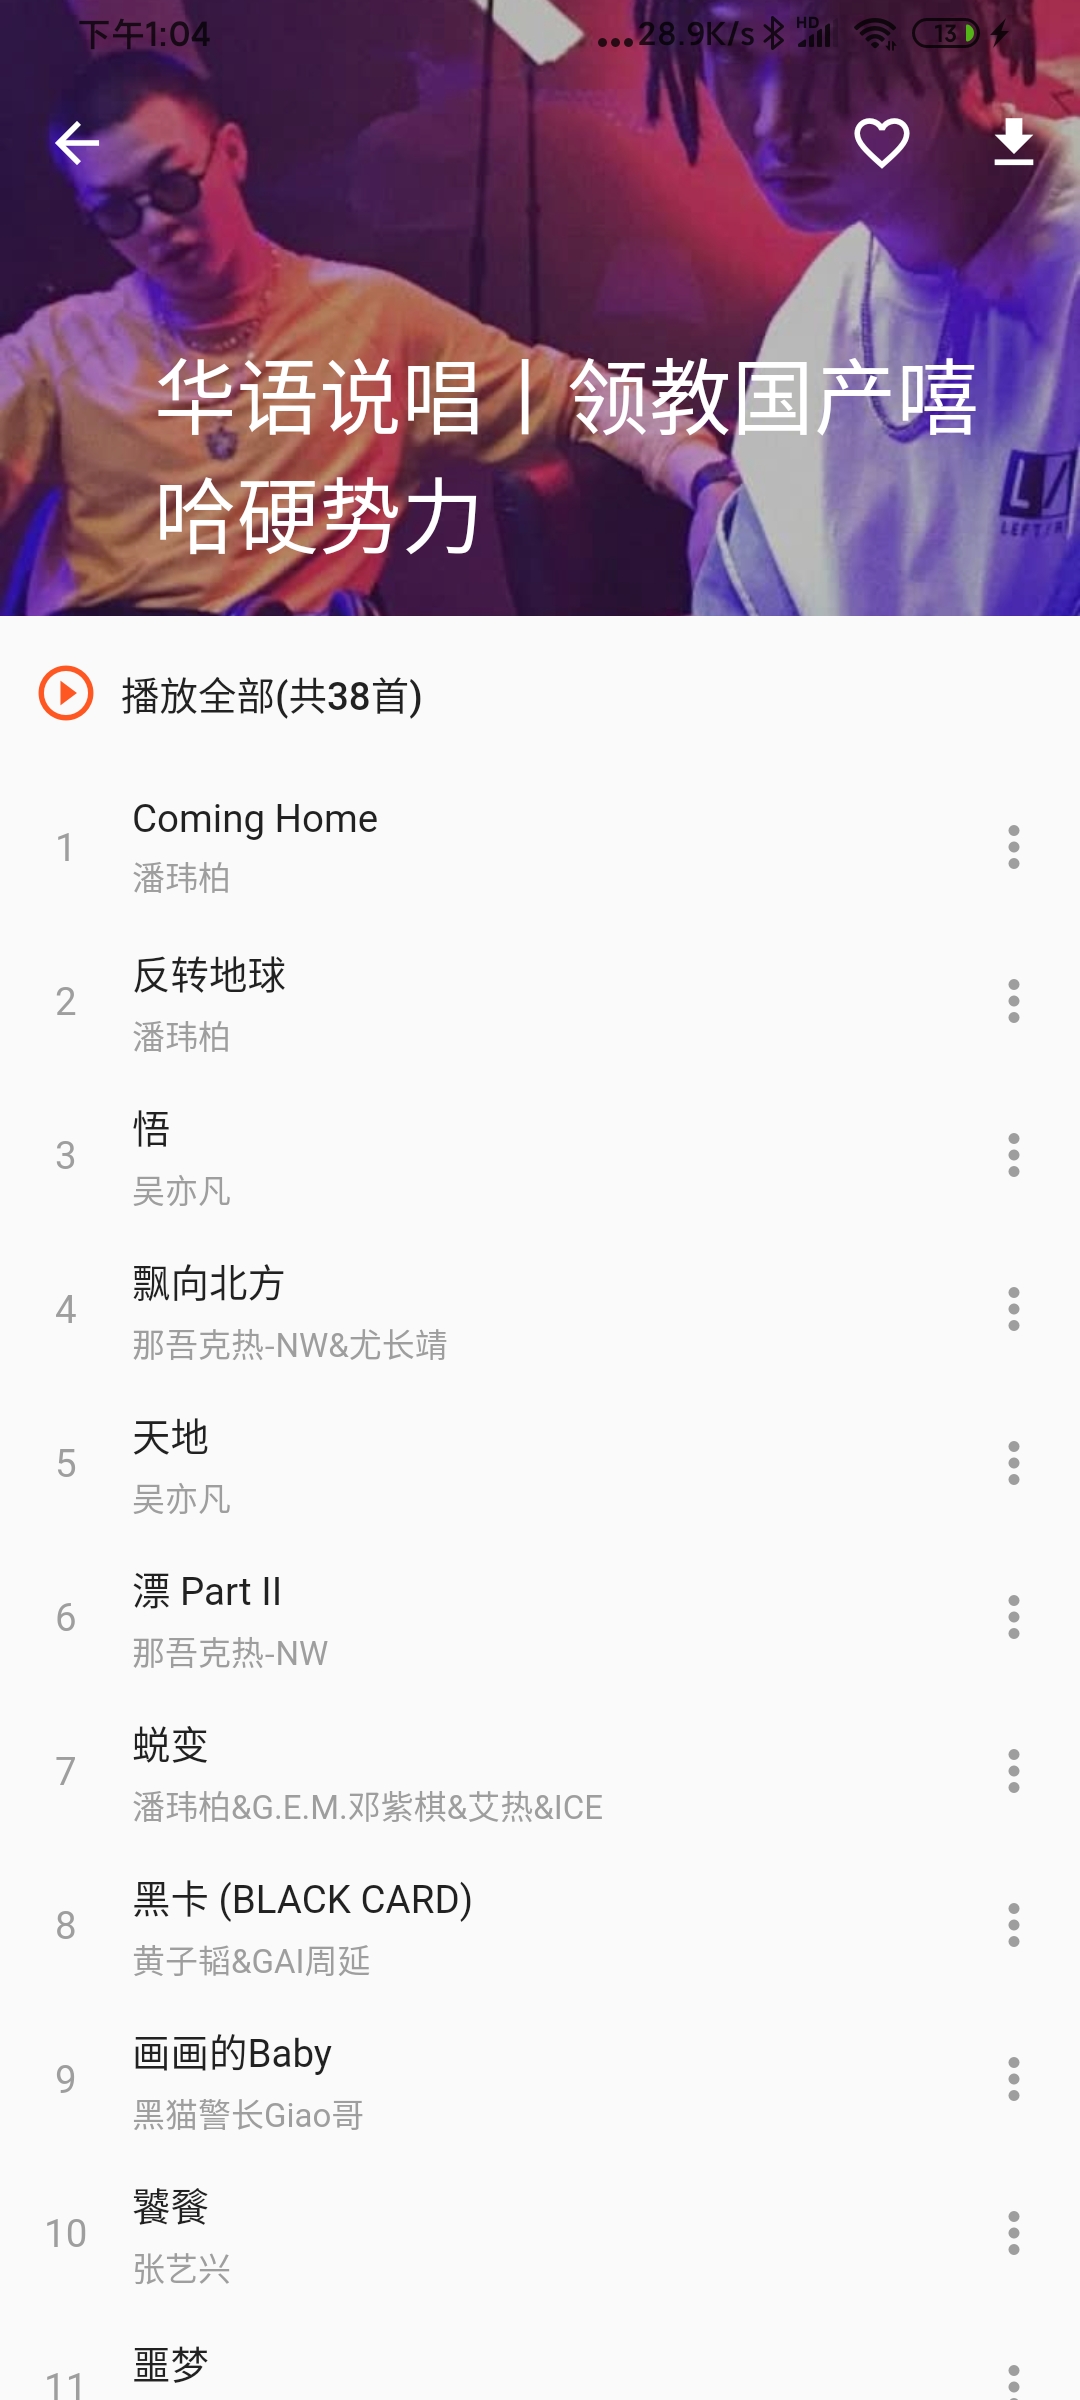 下午1:04
...28.9K/s HD 13
华语说唱丨领教国产嘻
哈硬势力
LEFT/RI
播放全部(共38首)
1
Coming Home
潘玮柏
2
反转地球
潘玮柏
3
悟
吴亦凡
4
飘向北方
那吾克热-NW&尤长靖
5
天地
吴亦凡
6
漂 Part II
那吾克热-NW
7
蜕变
潘玮柏&G.E.M.邓紫棋&艾热&ICE
8
黑卡 (BLACK CARD)
黄子韬&GAI周延
9
画画的Baby
黑猫警长Giao哥
10
饕餮
张艺兴
11
噩梦